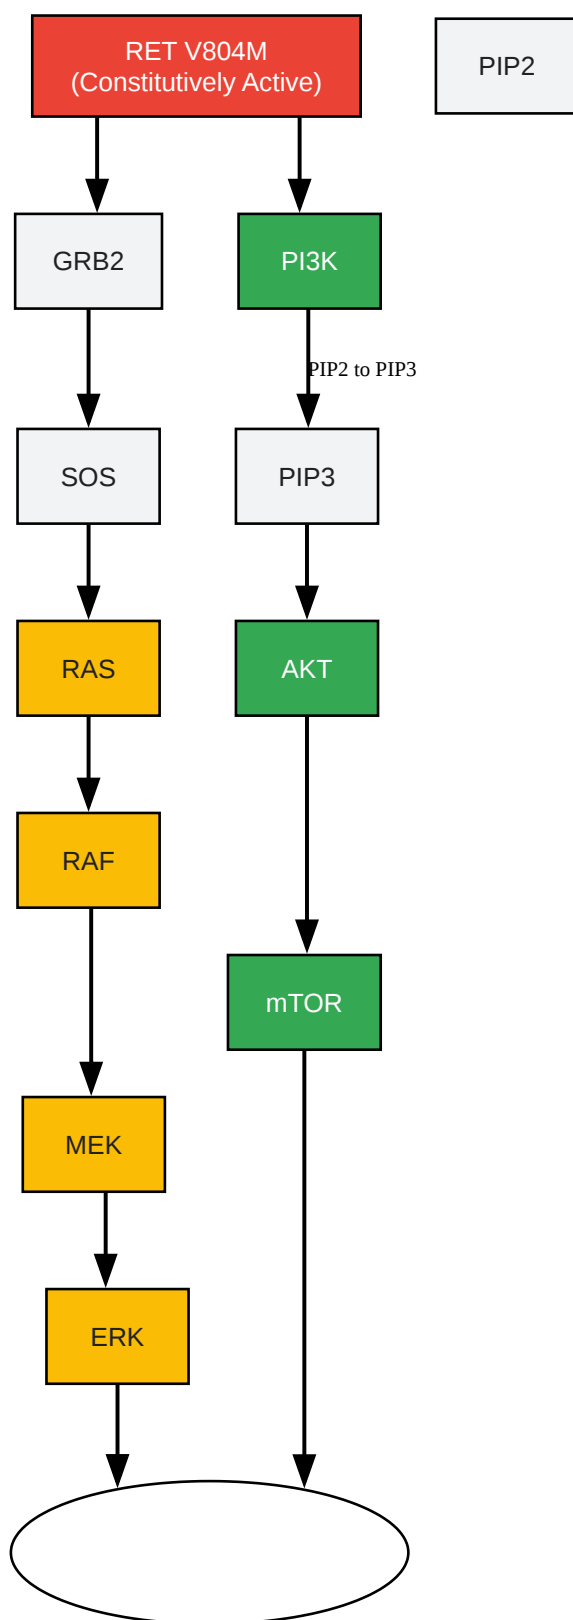 RET V804M
(Constitutively Active)
PIP2
GRB2
PI3K
PIP2 to PIP3
SOS
PIP3
RAS
AKT
RAF
mTOR
MEK
ERK